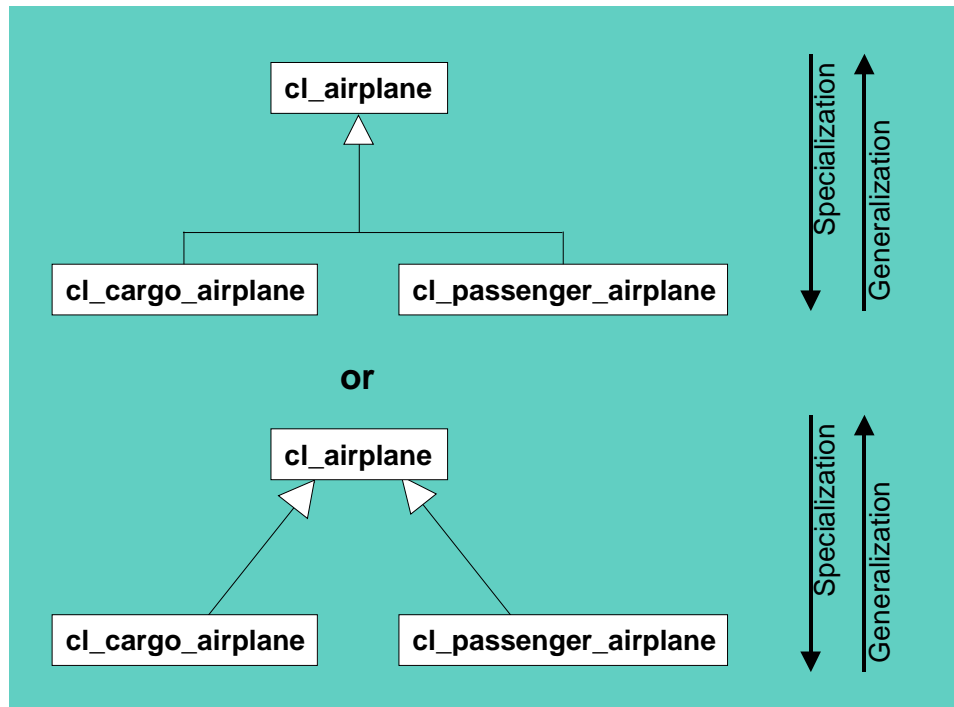 cl_airplane
Specialization
Generalization
cl_cargo_airplane
cl_passenger_airplane
or
cl_airplane
Specialization
Generalization
cl_cargo_airplane
cl_passenger_airplane